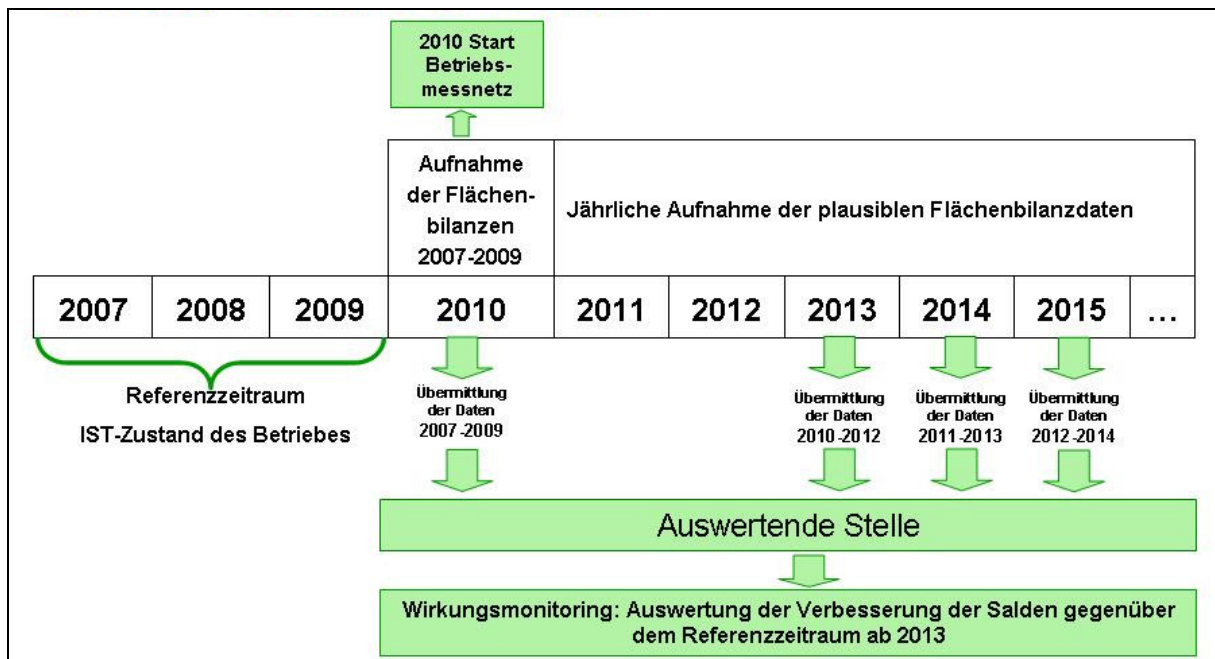 2010 Start
Betriebs-
messnetz
Aufnahme
der Flächen-
bilanzen
2007-2009
Jährliche Aufnahme der plausiblen Flächenbilanzdaten
2007 2008 2009 2010 2011 2012 2013 2014 2015 ...
Referenzzeitraum
IST-Zustand des Betriebes
Übermittlung
der Daten
2007-2009
Übermittlung
der Daten
2010-2012
Übermittlung
der Daten
2011-2013
Übermittlung
der Daten
2012-2014
Auswertende Stelle
Wirkungsmonitoring: Auswertung der Verbesserung der Salden gegenüber
dem Referenzzeitraum ab 2013